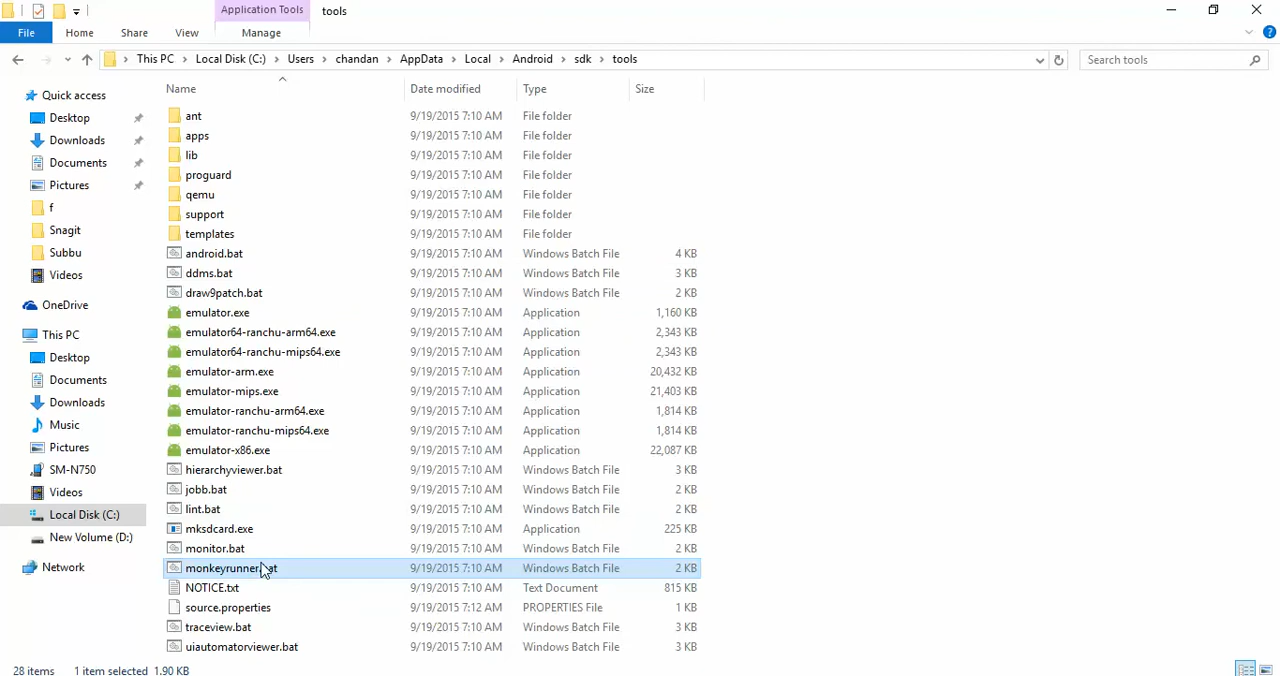 Application Tools tools
File Home Share View Manage
This PC Local Disk (C:) Users chandan AppData Local Android sdk tools Search tools
Quick access
Desktop
Downloads
Documents
Pictures
f
Snagit
Subbu
Videos
OneDrive
This PC
Desktop
Documents
Downloads
Music
Pictures
SM-N750
Videos
Local Disk (C:)
New Volume (D:)
Network
Name Date modified Type Size
ant 9/19/2015 7:10 AM File folder
apps 9/19/2015 7:10 AM File folder
lib 9/19/2015 7:10 AM File folder
proguard 9/19/2015 7:10 AM File folder
qemu 9/19/2015 7:10 AM File folder
support 9/19/2015 7:10 AM File folder
templates 9/19/2015 7:10 AM File folder
android.bat 9/19/2015 7:10 AM Windows Batch File 4 KB
ddms.bat 9/19/2015 7:10 AM Windows Batch File 3 KB
draw9patch.bat 9/19/2015 7:10 AM Windows Batch File 2 KB
emulator.exe 9/19/2015 7:10 AM Application 1,160 KB
emulator64-ranchu-arm64.exe 9/19/2015 7:10 AM Application 2,343 KB
emulator64-ranchu-mips64.exe 9/19/2015 7:10 AM Application 2,343 KB
emulator-arm.exe 9/19/2015 7:10 AM Application 20,432 KB
emulator-mips.exe 9/19/2015 7:10 AM Application 21,403 KB
emulator-ranchu-arm64.exe 9/19/2015 7:10 AM Application 1,814 KB
emulator-ranchu-mips64.exe 9/19/2015 7:10 AM Application 1,814 KB
emulator-x86.exe 9/19/2015 7:10 AM Application 22,087 KB
hierarchyviewer.bat 9/19/2015 7:10 AM Windows Batch File 3 KB
jobb.bat 9/19/2015 7:10 AM Windows Batch File 2 KB
lint.bat 9/19/2015 7:10 AM Windows Batch File 2 KB
mksdcard.exe 9/19/2015 7:10 AM Application 225 KB
monitor.bat 9/19/2015 7:10 AM Windows Batch File 2 KB
monkeyrunner.bat 9/19/2015 7:10 AM Windows Batch File 2 KB
NOTICE.txt 9/19/2015 7:10 AM Text Document 815 KB
source.properties 9/19/2015 7:12 AM PROPERTIES File 1 KB
traceview.bat 9/19/2015 7:10 AM Windows Batch File 3 KB
uiautomatorviewer.bat 9/19/2015 7:10 AM Windows Batch File 3 KB
28 items 1 item selected 1.90 KB